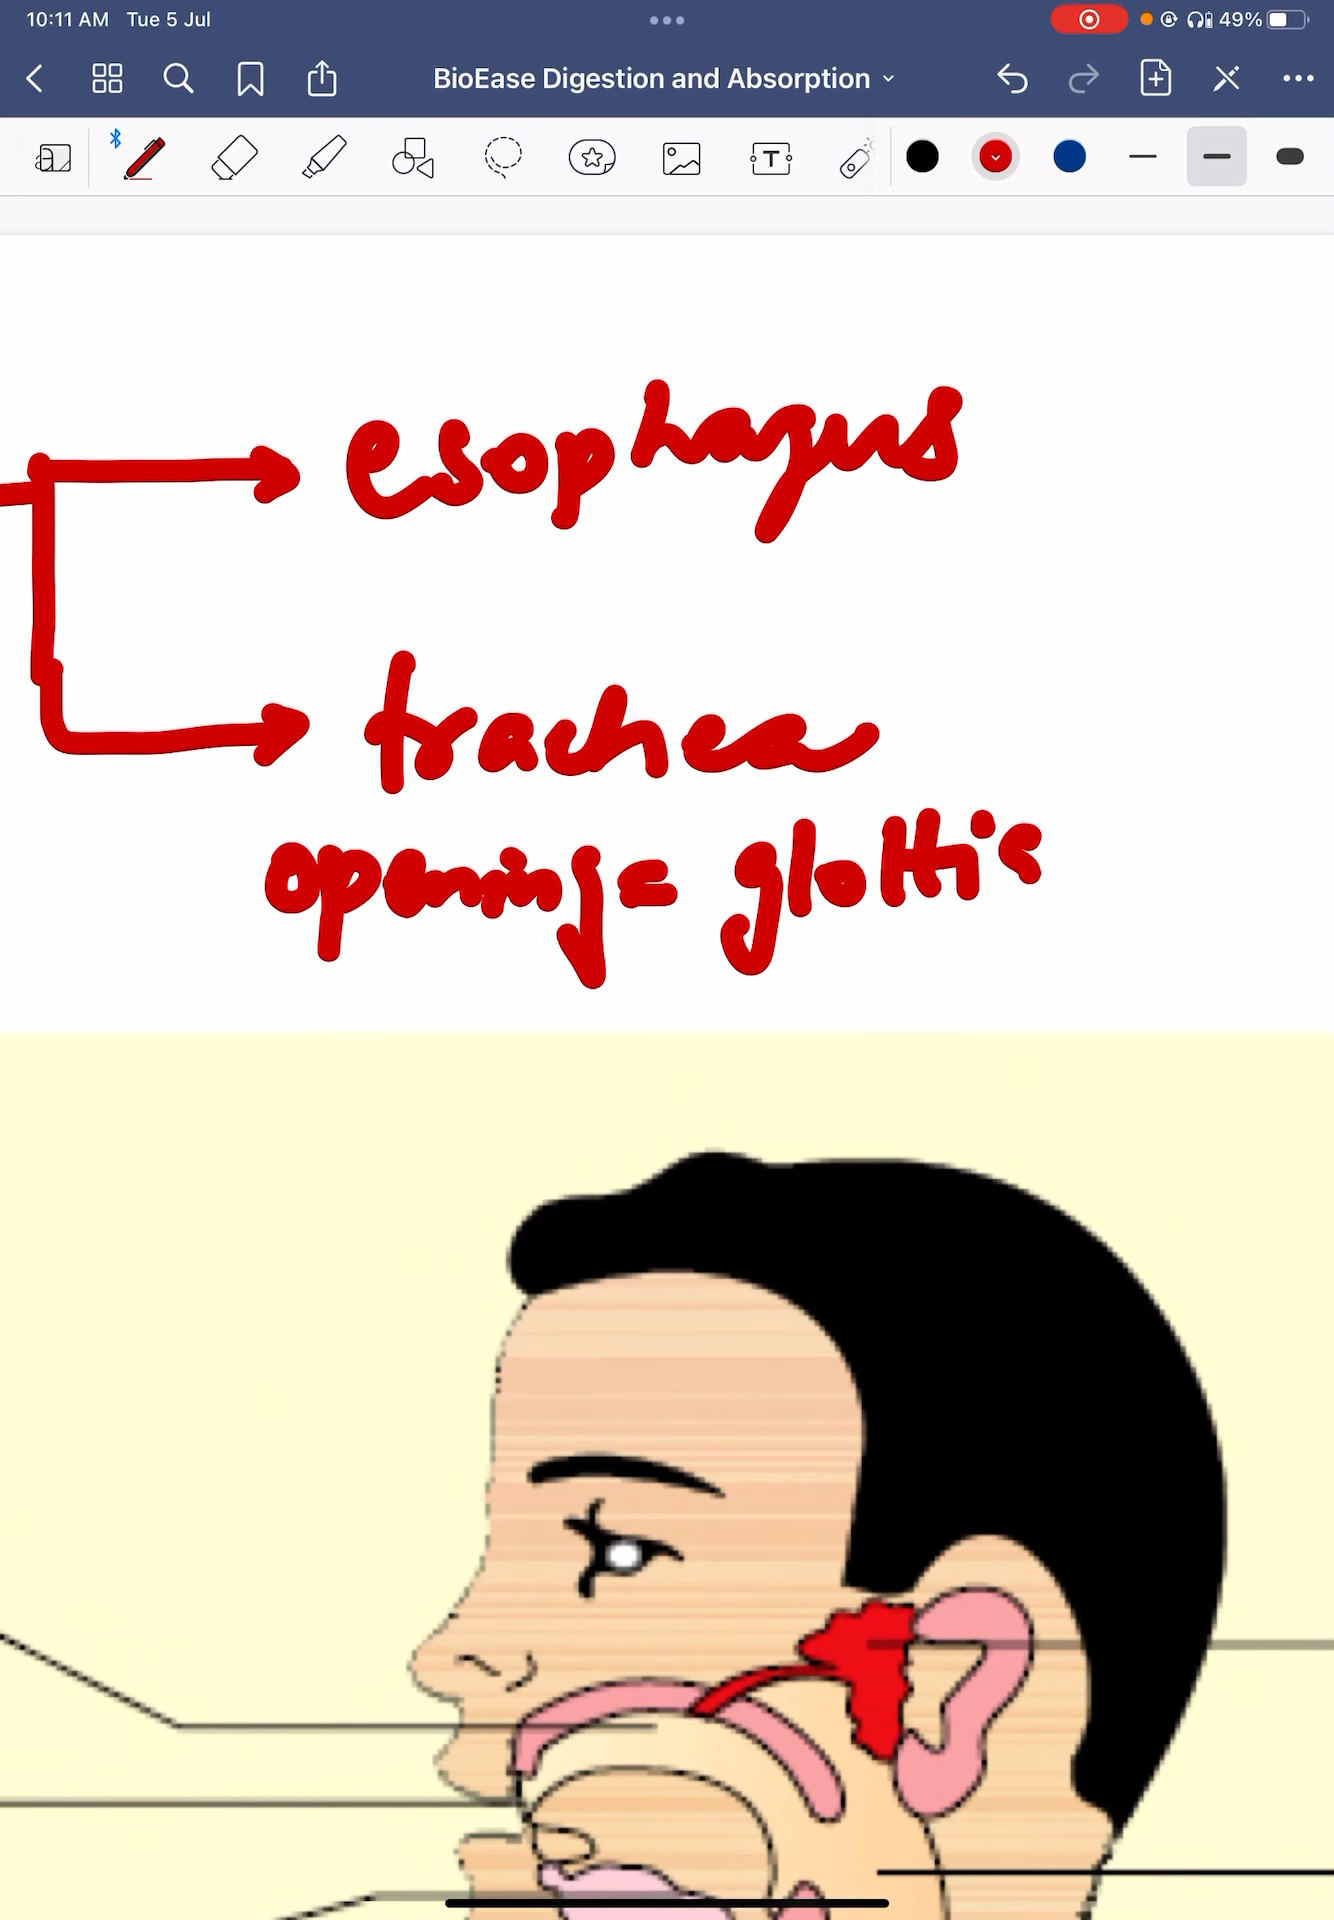 10:11 AM Tue 5 Jul
49%
BioEase Digestion and Absorption
esophagus
trachea
opening = glottis